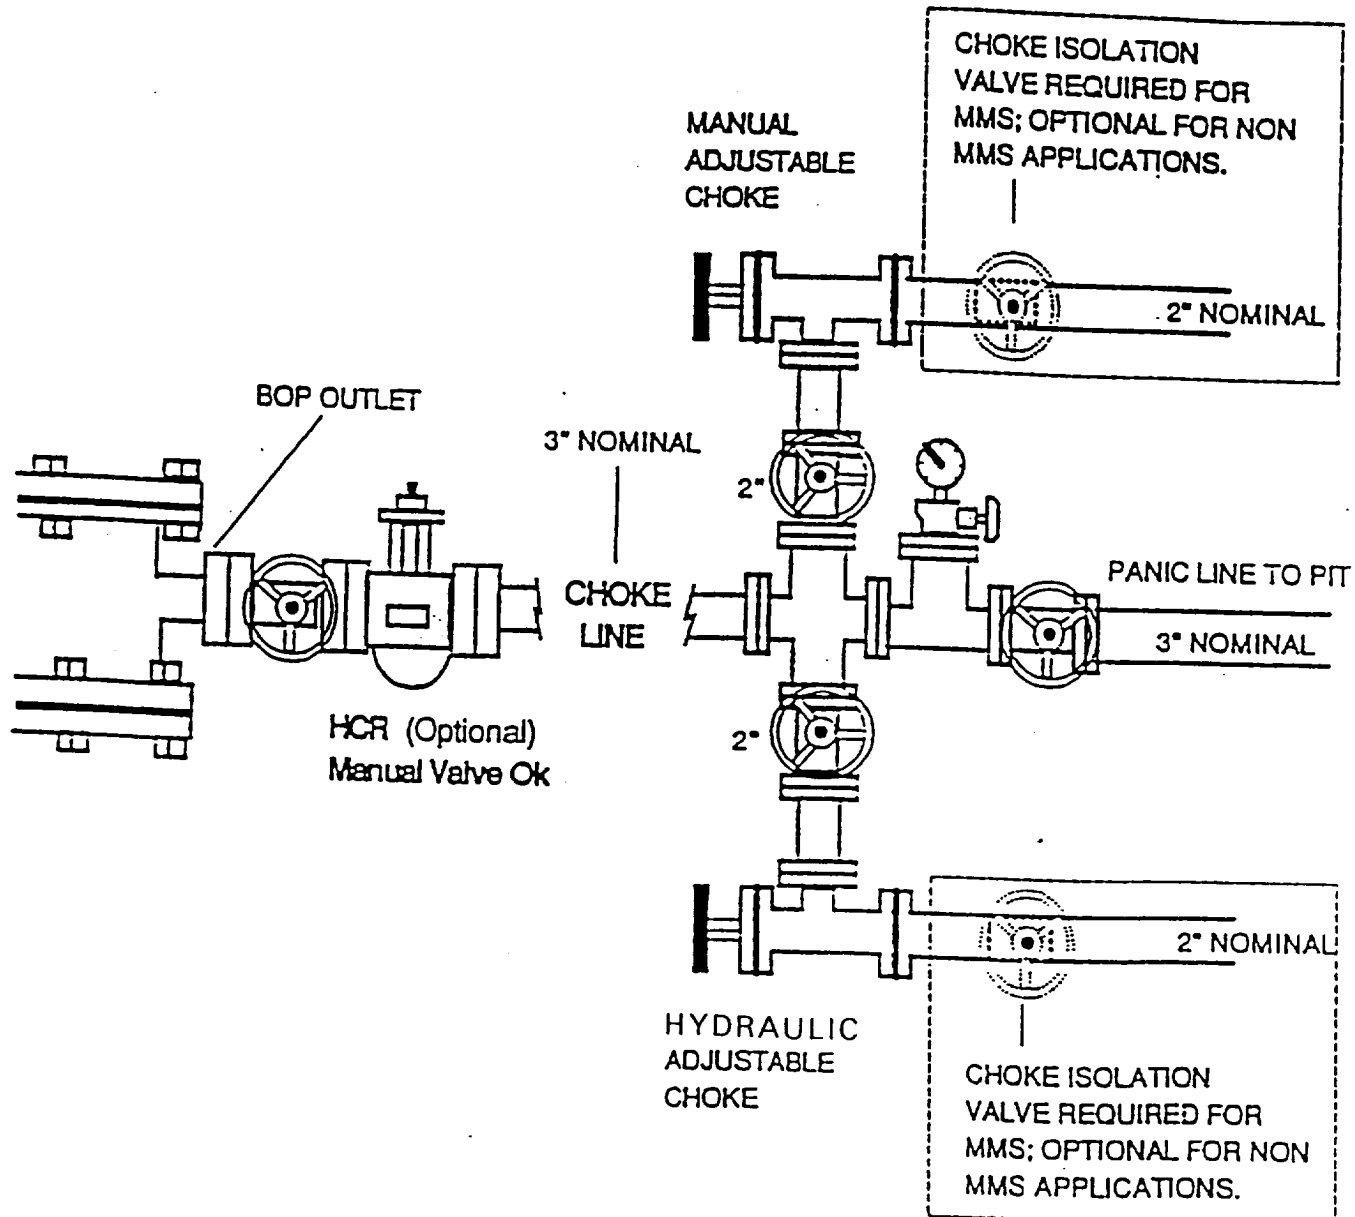 CHOKE ISOLATION
VALVE REQUIRED FOR
MMS; OPTIONAL FOR NON
MMS APPLICATIONS.
MANUAL
ADJUSTABLE
CHOKE
2" NOMINAL
BOP OUTLET
3" NOMINAL
2"
PANIC LINE TO PIT
CHOKE
LINE
3" NOMINAL
HCR (Optional)
Manual Valve Ok
2"
2" NOMINAL
HYDRAULIC
ADJUSTABLE
CHOKE
CHOKE ISOLATION
VALVE REQUIRED FOR
MMS; OPTIONAL FOR NON
MMS APPLICATIONS.